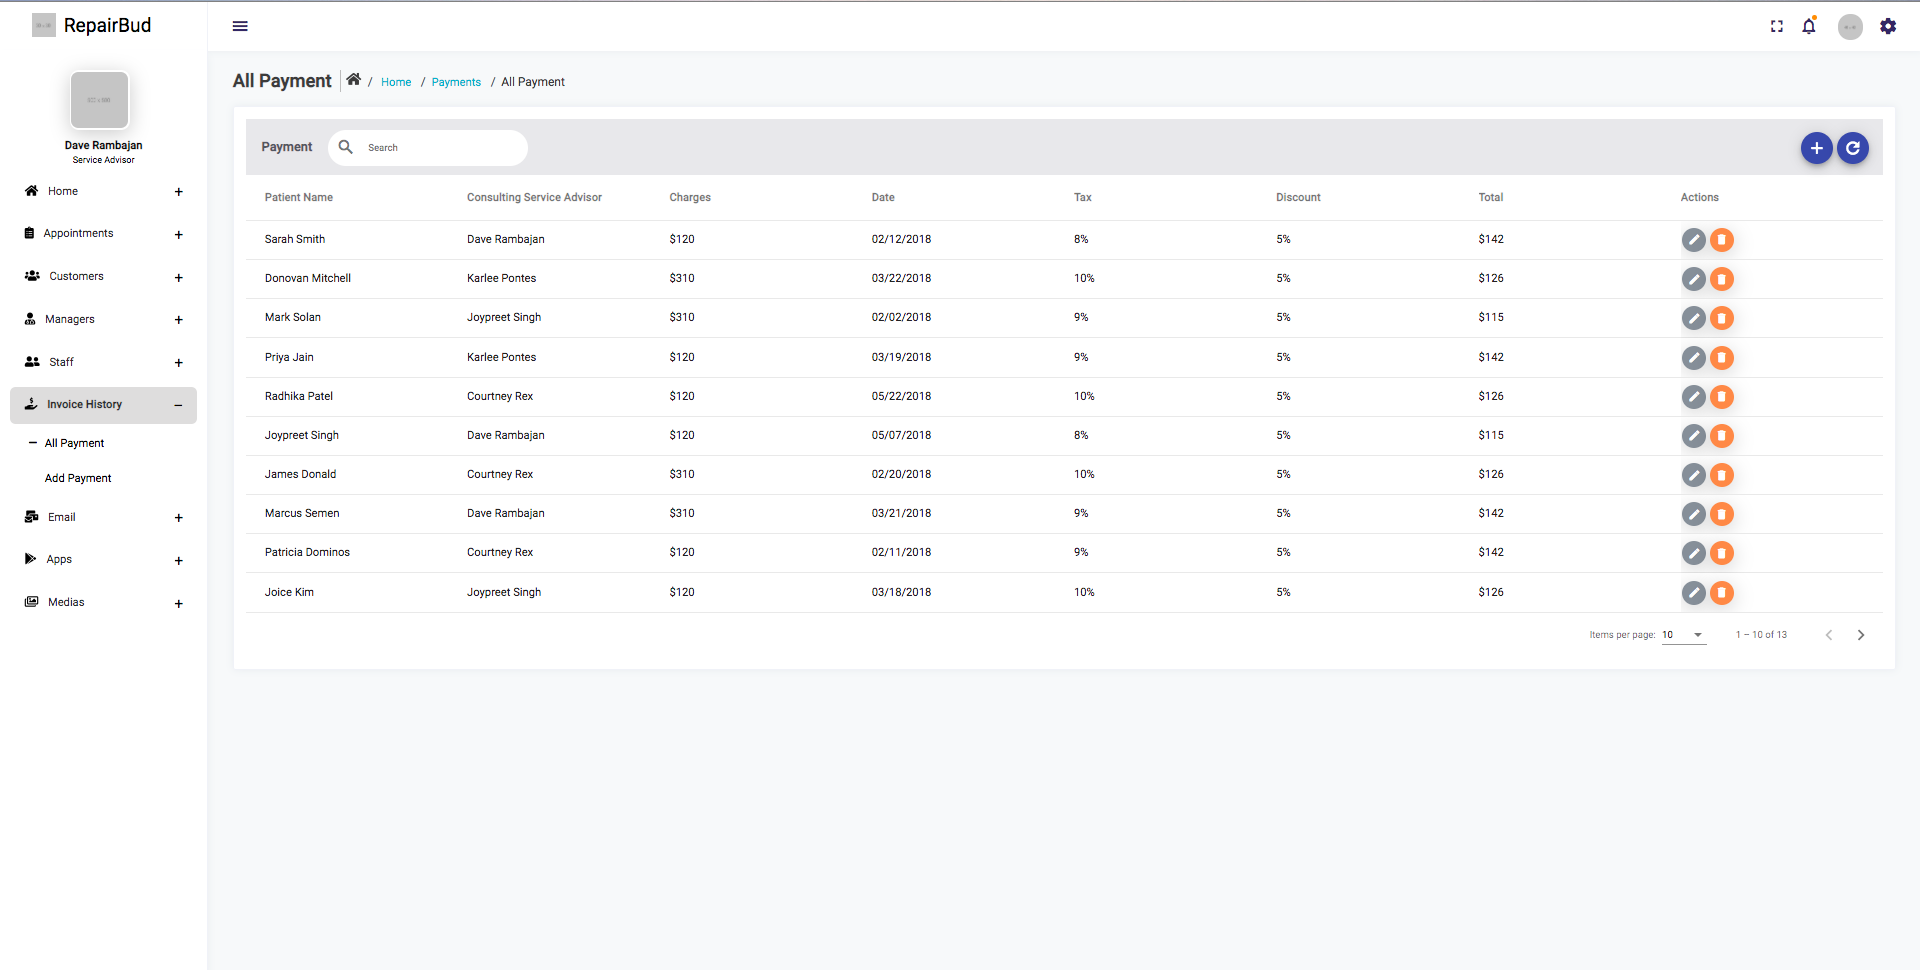 RepairBud
Dave Rambajan
Service Advisor
Home +
Appointments +
Customers +
Managers +
Staff +
Invoice History −
− All Payment
Add Payment
Email +
Apps +
Medias +
All Payment / Home / Payments / All Payment
Payment Search
Patient Name Consulting Service Advisor Charges Date Tax Discount Total Actions
Sarah Smith Dave Rambajan $120 02/12/2018 8% 5% $142
Donovan Mitchell Karlee Pontes $310 03/22/2018 10% 5% $126
Mark Solan Joypreet Singh $310 02/02/2018 9% 5% $115
Priya Jain Karlee Pontes $120 03/19/2018 9% 5% $142
Radhika Patel Courtney Rex $120 05/22/2018 10% 5% $126
Joypreet Singh Dave Rambajan $120 05/07/2018 8% 5% $115
James Donald Courtney Rex $310 02/20/2018 10% 5% $126
Marcus Semen Dave Rambajan $310 03/21/2018 9% 5% $142
Patricia Dominos Courtney Rex $120 02/11/2018 9% 5% $142
Joice Kim Joypreet Singh $120 03/18/2018 10% 5% $126
Items per page: 10 1 – 10 of 13